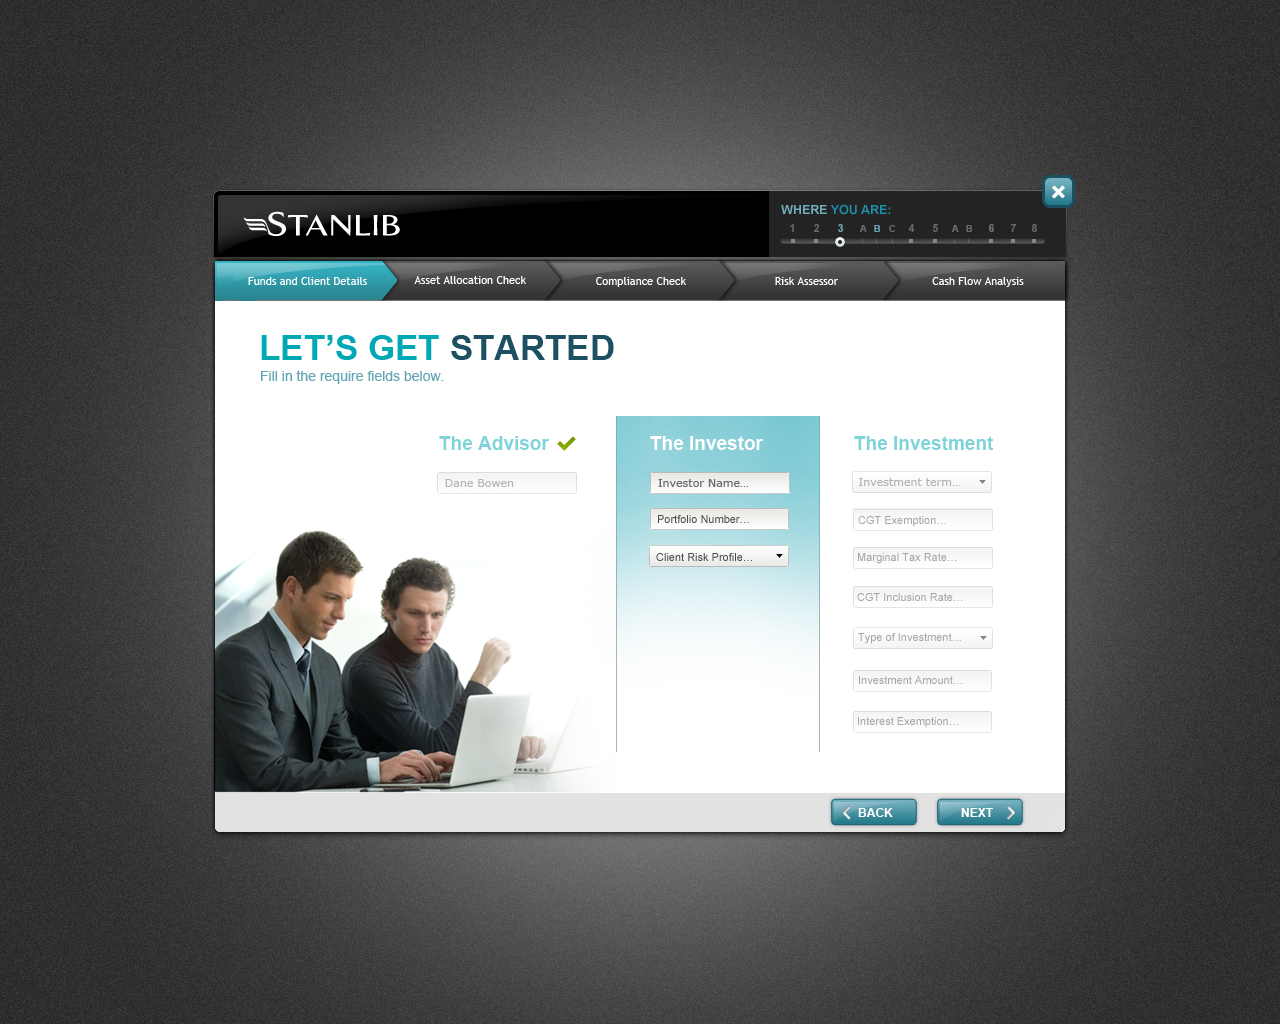 STANLIB
WHERE YOU ARE:
1 2 3 A B C 4 5 A B 6 7 8
Funds and Client Details
Asset Allocation Check
Compliance Check
Risk Assessor
Cash Flow Analysis
LET'S GET STARTED
Fill in the require fields below.
The Advisor
Dane Bowen
The Investor
Investor Name...
Portfolio Number...
Client Risk Profile...
The Investment
Investment term...
CGT Exemption...
Marginal Tax Rate...
CGT Inclusion Rate...
Type of Investment...
Investment Amount...
Interest Exemption...
BACK
NEXT